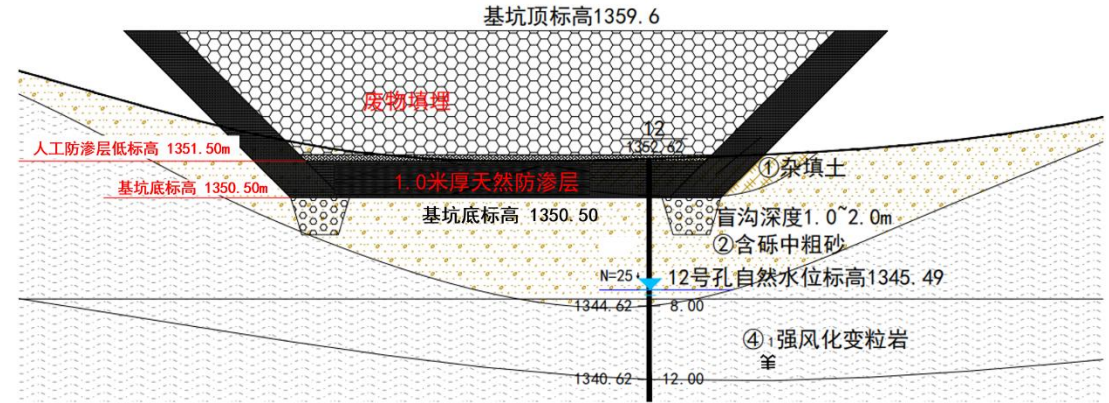 基坑顶标高1359.6
废物填埋
12
1352.62
人工防渗层低标高 1351.50m
①杂填土
1.0米厚天然防渗层
基坑底标高 1350.50m
基坑底标高 1350.50
盲沟深度1.0~2.0m
②含砾中粗砂
N=25
12号孔自然水位标高1345.49
1344.62
8.00
④1强风化变粒岩
1340.62
12.00